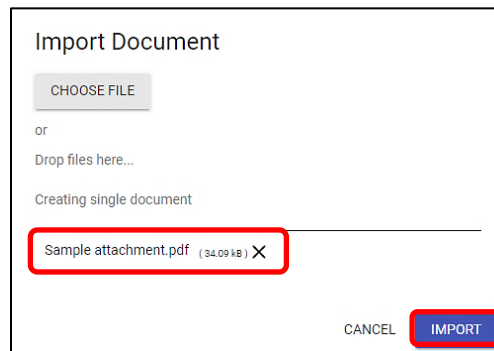 Import Document
CHOOSE FILE
or
Drop files here...
Creating single document
Sample attachment.pdf (34.09 kB) X
CANCEL IMPORT